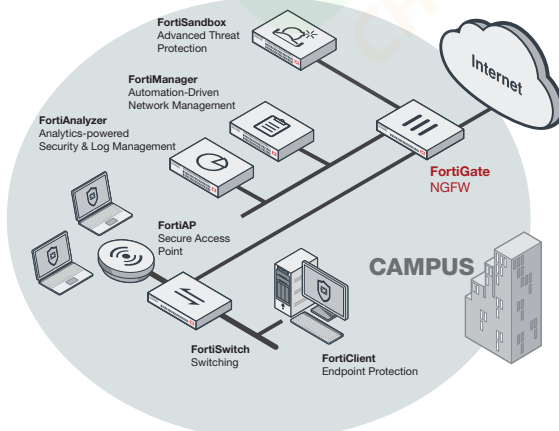 FortiSandbox
Advanced Threat
Protection
FortiManager
Automation-Driven
Network Management
FortiAnalyzer
Analytics-powered
Security & Log Management
Internet
FortiGate
NGFW
FortiAP
Secure Access
Point
CAMPUS
FortiSwitch
Switching
FortiClient
Endpoint Protection